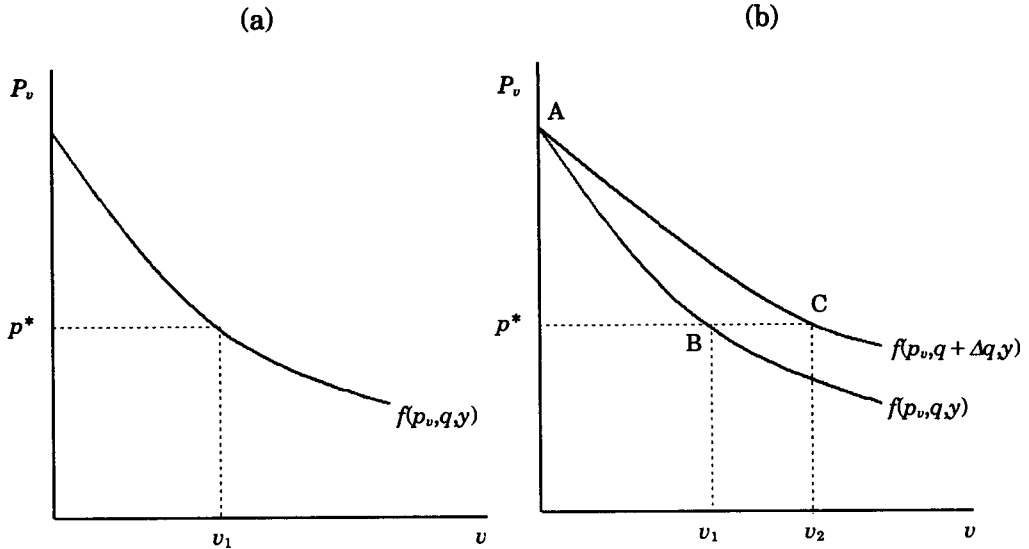 (a)
P_v
p*
f(p_v,q,y)
v_1
v
(b)
P_v
A
p*
B
C
f(p_v,q + Δq,y)
f(p_v,q,y)
v_1
v_2
v